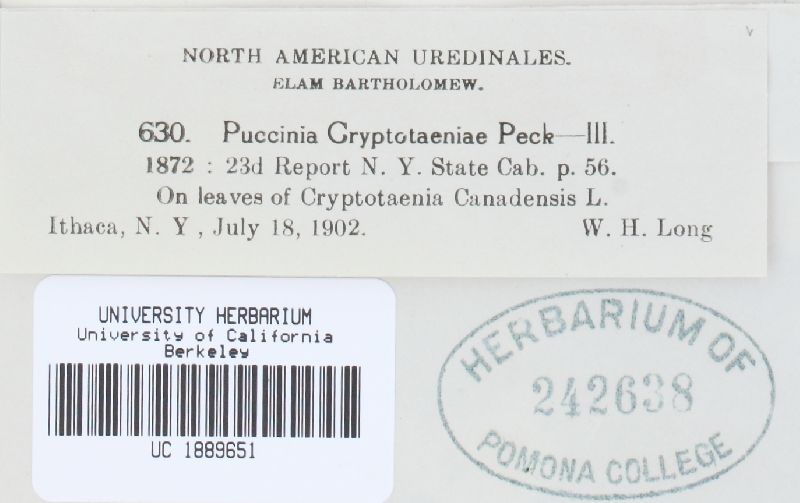 NORTH AMERICAN UREDINALES.
ELAM BARTHOLOMEW.
630. Puccinia Cryptotaeniae Peck—III.
1872 : 23d Report N. Y. State Cab. p. 56.
On leaves of Cryptotaenia Canadensis L.
Ithaca, N. Y , July 18, 1902. W. H. Long
UNIVERSITY HERBARIUM
University of California
Berkeley
UC 1889651
HERBARIUM OF
242638
POMONA COLLEGE